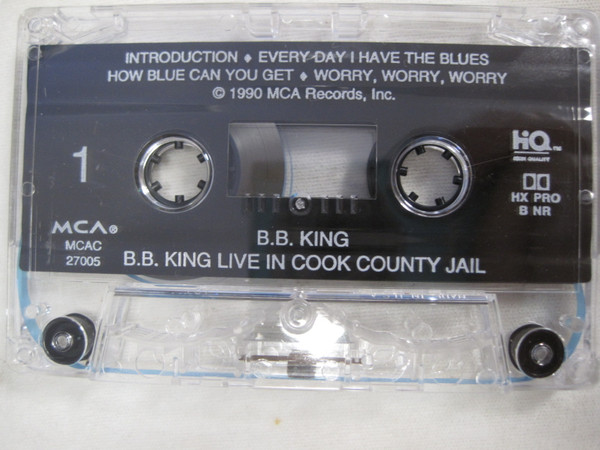 INTRODUCTION ♦ EVERY DAY I HAVE THE BLUES
HOW BLUE CAN YOU GET ♦ WORRY, WORRY, WORRY
© 1990 MCA Records, Inc.
1
HiQ™
HIGH QUALITY
HX PRO
B NR
MCA®
MCAC
27005
B.B. KING
B.B. KING LIVE IN COOK COUNTY JAIL